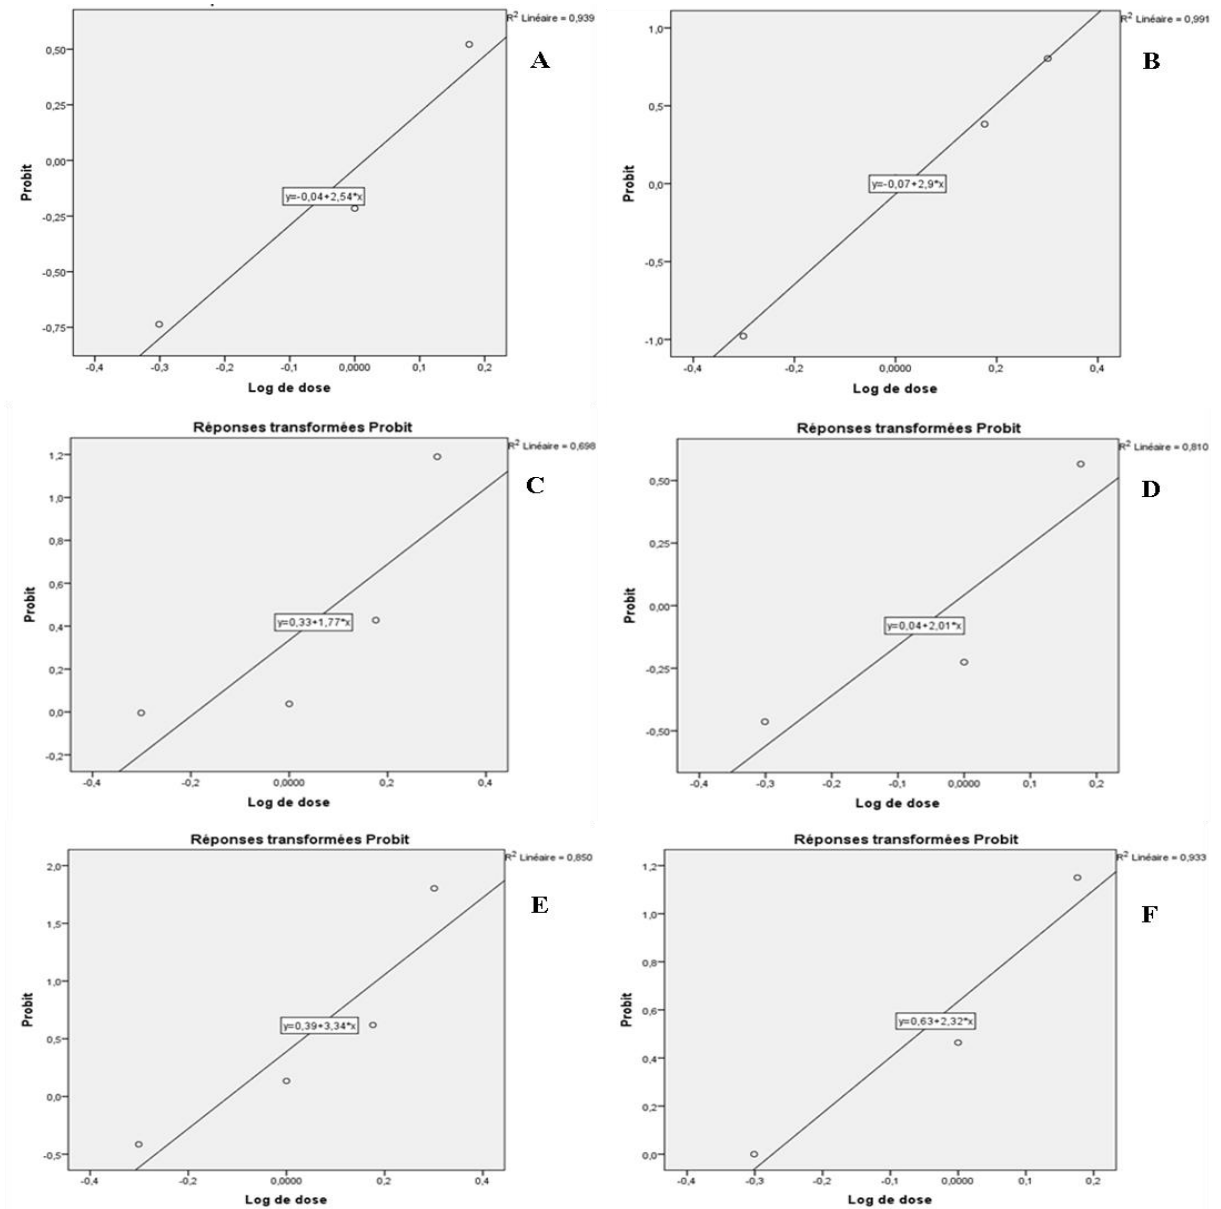 R² Linéaire = 0,939
A
0,50
0,25
0,00
-0,25
-0,50
-0,75
Probit
y=-0,04+2,54*x
-0,4 -0,3 -0,2 -0,1 0,0000 0,1 0,2
Log de dose
R² Linéaire = 0,991
B
1,0
0,5
0,0
-0,5
-1,0
Probit
y=-0,07+2,9*x
-0,4 -0,2 0,0000 0,2 0,4
Log de dose
Réponses transformées Probit
R² Linéaire = 0,698
C
1,2
1,0
0,8
0,6
0,4
0,2
0,0
-0,2
Probit
y=0,33+1,77*x
-0,4 -0,2 0,0000 0,2 0,4
Log de dose
Réponses transformées Probit
R² Linéaire = 0,810
D
0,50
0,25
0,00
-0,25
-0,50
Probit
y=0,04+2,01*x
-0,4 -0,3 -0,2 -0,1 0,0000 0,1 0,2
Log de dose
Réponses transformées Probit
R² Linéaire = 0,850
E
2,0
1,5
1,0
0,5
0,0
-0,5
Probit
y=0,39+3,34*x
-0,4 -0,2 0,0000 0,2 0,4
Log de dose
Réponses transformées Probit
R² Linéaire = 0,933
F
1,2
1,0
0,8
0,6
0,4
0,2
0,0
Probit
y=0,63+2,32*x
-0,4 -0,3 -0,2 -0,1 0,0000 0,1 0,2
Log de dose